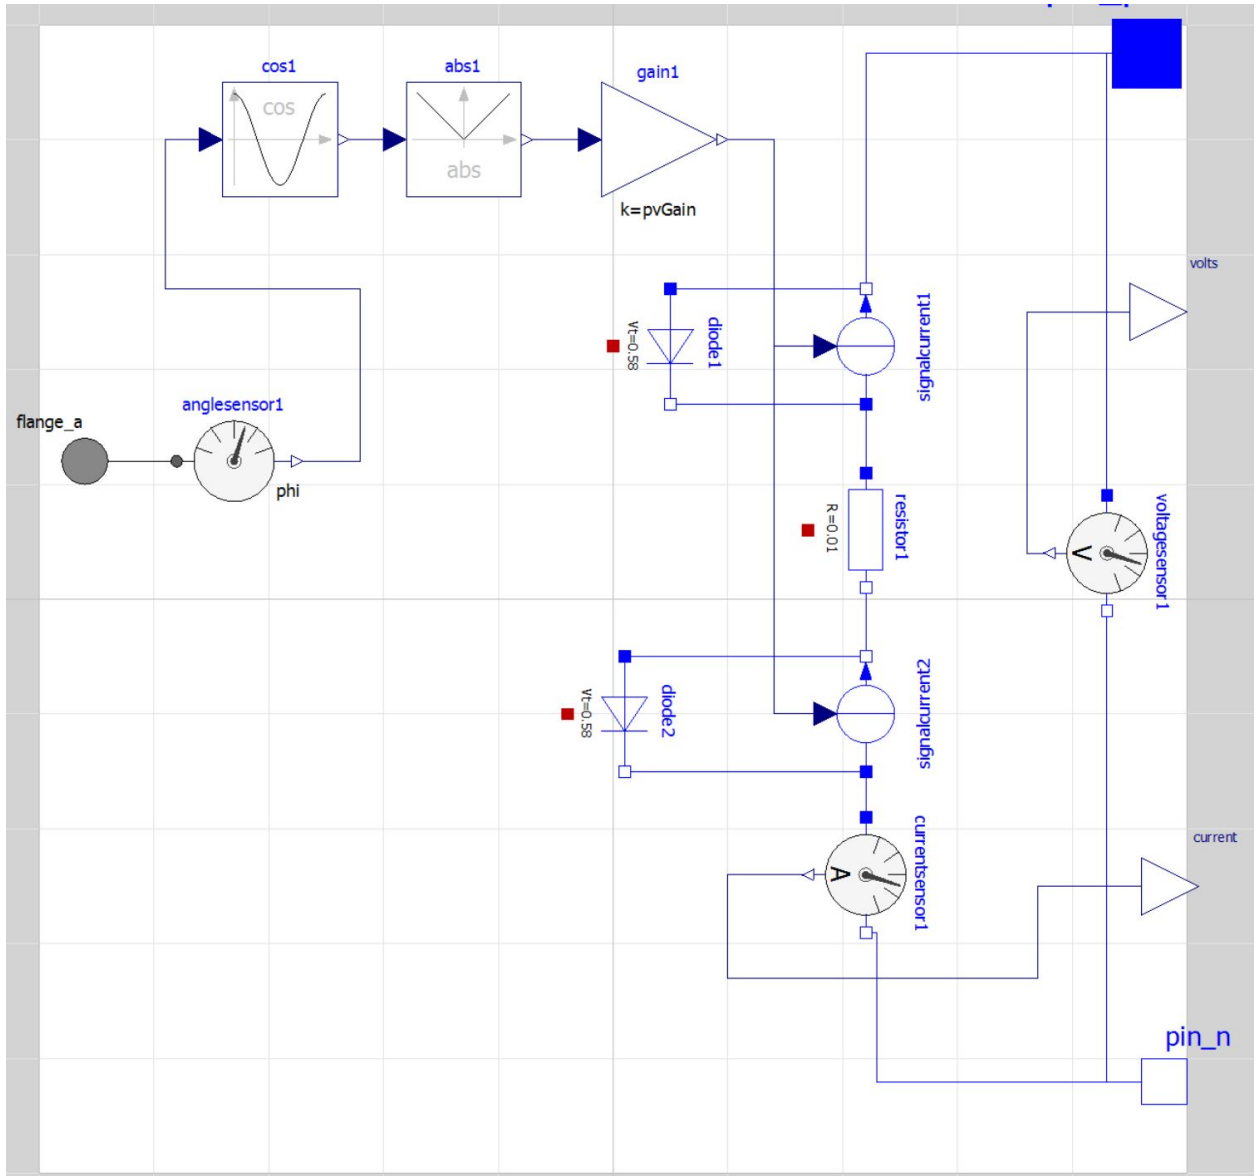 cos1
abs1
gain1
cos
abs
k=pvGain
volts
signalcurrent1
diode1
Vt=0.58
anglesensor1
flange_a
phi
resistor1
R=0.01
voltagesensor1
V
signalcurrent2
diode2
Vt=0.58
currentsensor1
A
current
pin_n